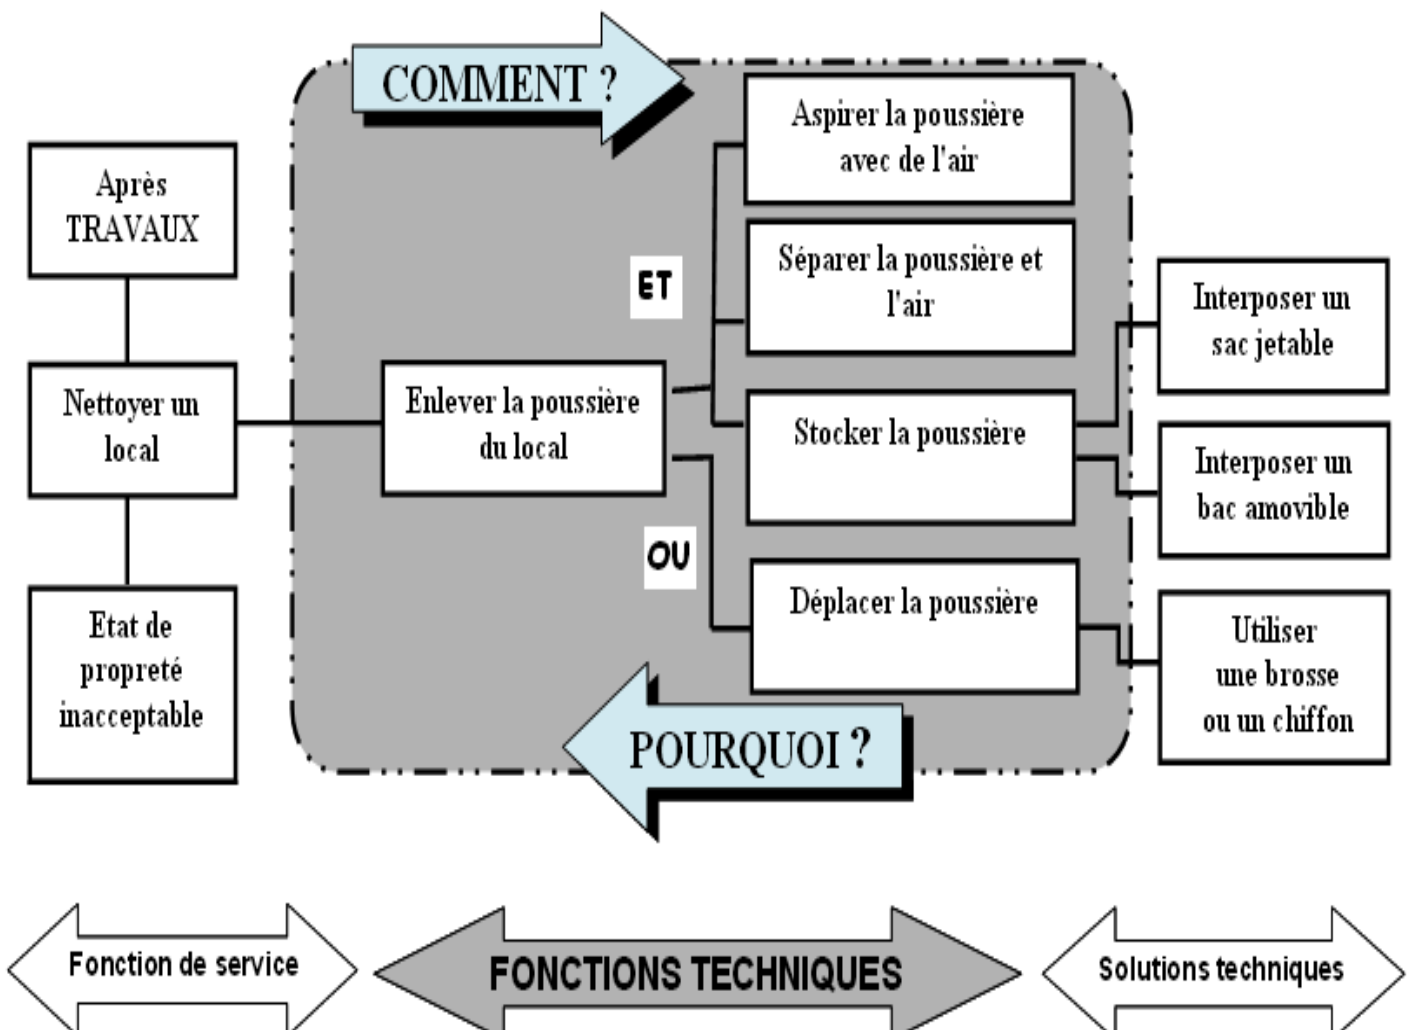 COMMENT ?
Aspirer la poussière
avec de l'air
Après
TRAVAUX
Séparer la poussière et
l'air
ET
Interposer un
sac jetable
Nettoyer un
local
Enlever la poussière
du local
Stocker la poussière
Interposer un
bac amovible
OU
Déplacer la poussière
Etat de
propreté
inacceptable
Utiliser
une brosse
ou un chiffon
POURQUOI ?
Fonction de service
FONCTIONS TECHNIQUES
Solutions techniques